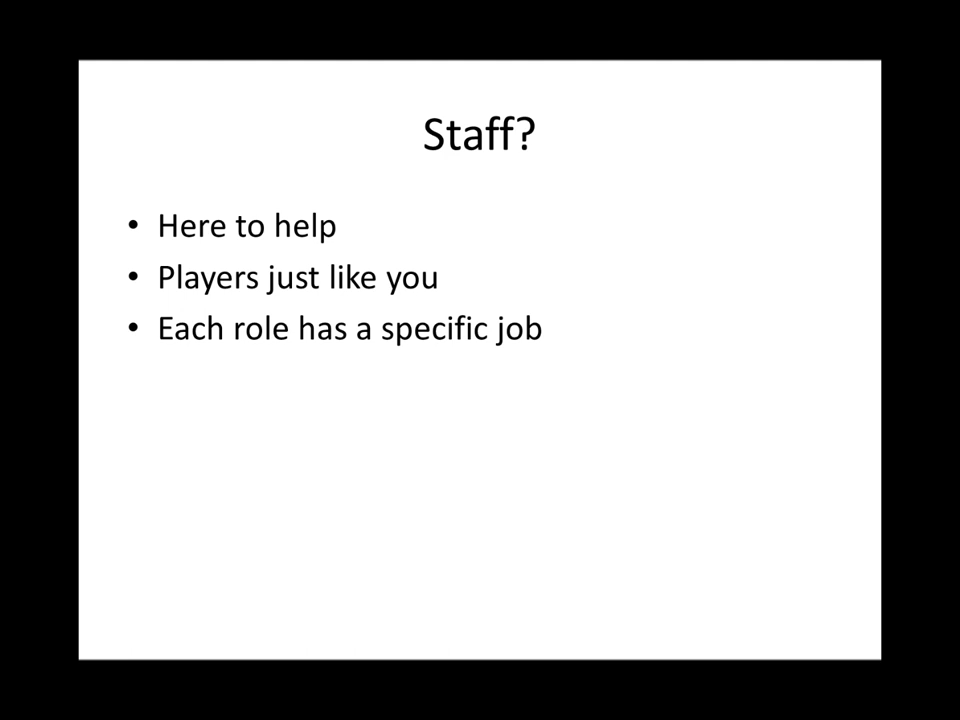 Staff?
• Here to help
• Players just like you
• Each role has a specific job